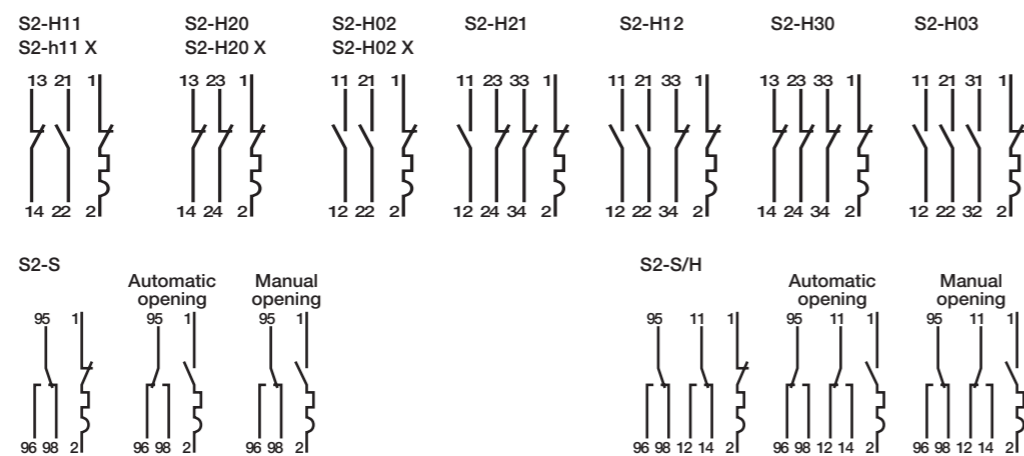 S2-H11 S2-H20 S2-H02 S2-H21 S2-H12 S2-H30 S2-H03
S2-h11 X S2-H20 X S2-H02 X
13 21 1 13 23 1 11 21 1 11 23 33 1 11 21 33 1 13 23 33 1 11 21 31 1
14 22 2 14 24 2 12 22 2 12 24 34 2 12 22 34 2 14 24 34 2 12 22 32 2
S2-S S2-S/H
Automatic Manual Automatic Manual
opening opening opening opening
95 1 95 1 95 1 95 11 1 95 11 1 95 11 1
96 98 2 96 98 2 96 98 2 96 98 12 14 2 96 98 12 14 2 96 98 12 14 2